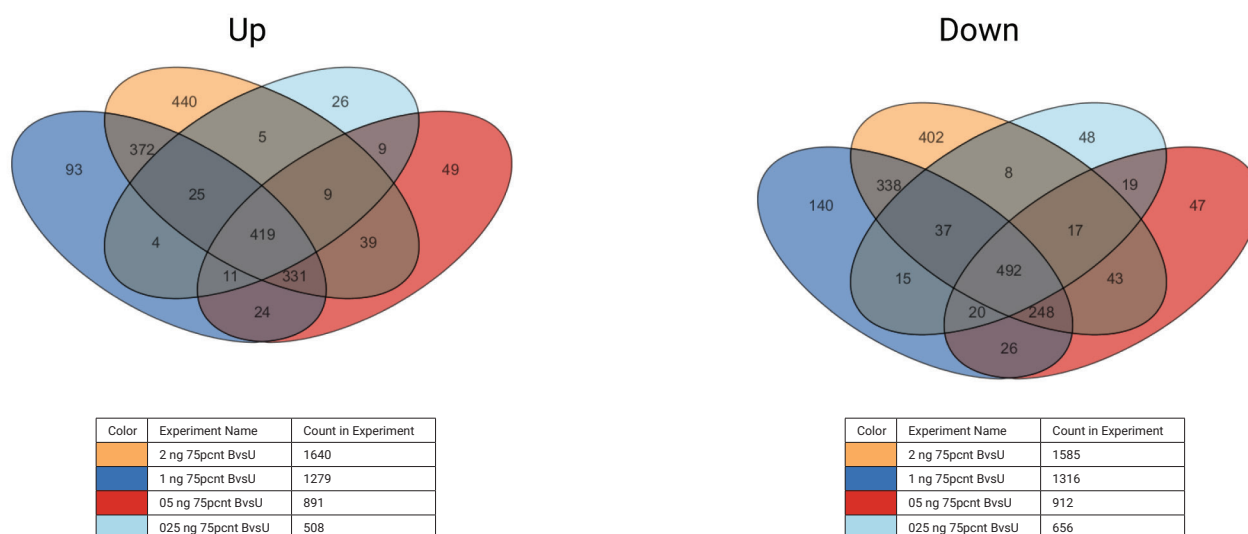 Up
Down
440
26
5
372
9
93
49
25
9
419
4
39
11
331
24
402
48
8
338
19
140
47
37
17
492
15
43
20
248
26
Color Experiment Name Count in Experiment
2 ng 75pcnt BvsU 1640
1 ng 75pcnt BvsU 1279
05 ng 75pcnt BvsU 891
025 ng 75pcnt BvsU 508
Color Experiment Name Count in Experiment
2 ng 75pcnt BvsU 1585
1 ng 75pcnt BvsU 1316
05 ng 75pcnt BvsU 912
025 ng 75pcnt BvsU 656